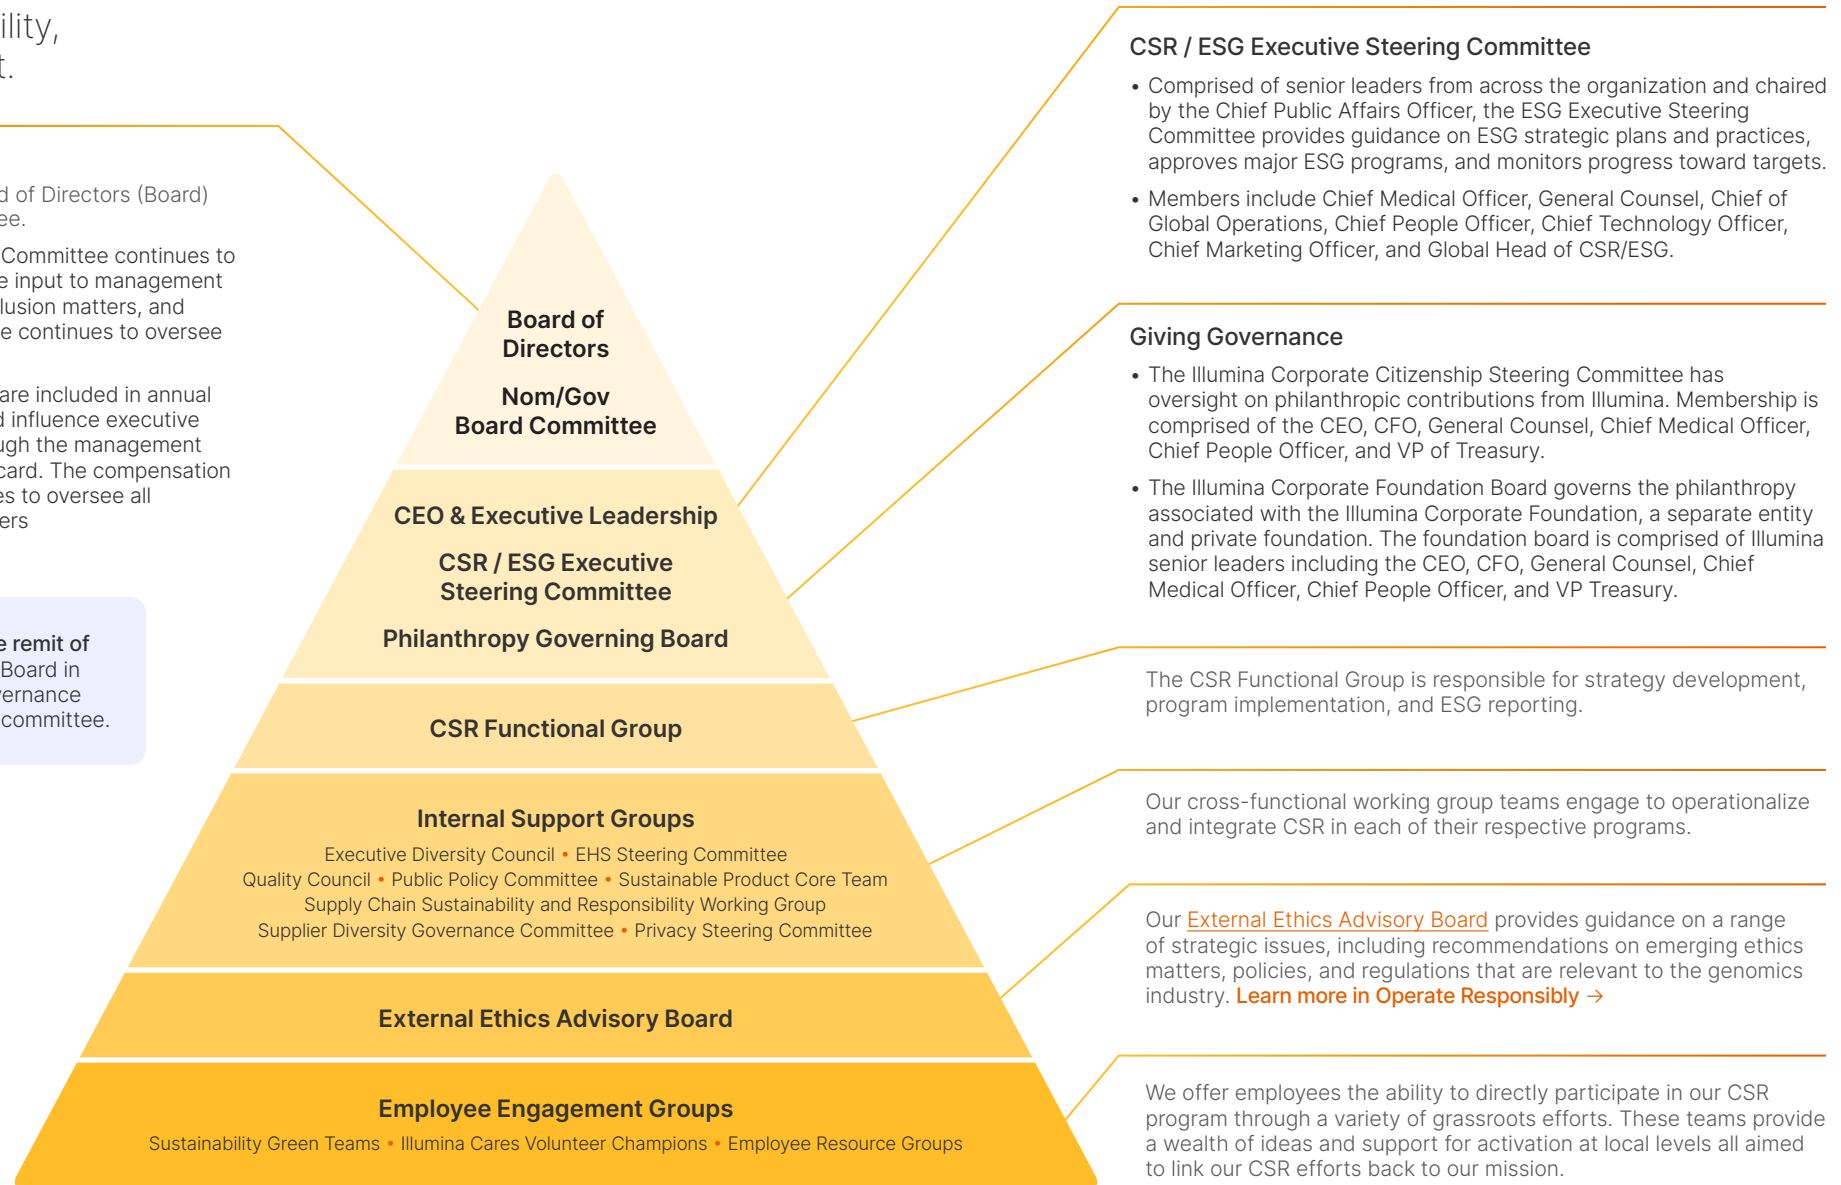 ility,
t.
d of Directors (Board)
ee.
Committee continues to
e input to management
lusion matters, and
e continues to oversee
are included in annual
d influence executive
ugh the management
card. The compensation
es to oversee all
ers
e remit of
Board in
vernance
committee.
Board of
Directors
Nom/Gov
Board Committee
CEO & Executive Leadership
CSR / ESG Executive
Steering Committee
Philanthropy Governing Board
CSR Functional Group
Internal Support Groups
Executive Diversity Council • EHS Steering Committee
Quality Council • Public Policy Committee • Sustainable Product Core Team
Supply Chain Sustainability and Responsibility Working Group
Supplier Diversity Governance Committee • Privacy Steering Committee
External Ethics Advisory Board
Employee Engagement Groups
Sustainability Green Teams • Illumina Cares Volunteer Champions • Employee Resource Groups
CSR / ESG Executive Steering Committee
• Comprised of senior leaders from across the organization and chaired
by the Chief Public Affairs Officer, the ESG Executive Steering
Committee provides guidance on ESG strategic plans and practices,
approves major ESG programs, and monitors progress toward targets.
• Members include Chief Medical Officer, General Counsel, Chief of
Global Operations, Chief People Officer, Chief Technology Officer,
Chief Marketing Officer, and Global Head of CSR/ESG.
Giving Governance
• The Illumina Corporate Citizenship Steering Committee has
oversight on philanthropic contributions from Illumina. Membership is
comprised of the CEO, CFO, General Counsel, Chief Medical Officer,
Chief People Officer, and VP of Treasury.
• The Illumina Corporate Foundation Board governs the philanthropy
associated with the Illumina Corporate Foundation, a separate entity
and private foundation. The foundation board is comprised of Illumina
senior leaders including the CEO, CFO, General Counsel, Chief
Medical Officer, Chief People Officer, and VP Treasury.
The CSR Functional Group is responsible for strategy development,
program implementation, and ESG reporting.
Our cross-functional working group teams engage to operationalize
and integrate CSR in each of their respective programs.
Our External Ethics Advisory Board provides guidance on a range
of strategic issues, including recommendations on emerging ethics
matters, policies, and regulations that are relevant to the genomics
industry. Learn more in Operate Responsibly →
We offer employees the ability to directly participate in our CSR
program through a variety of grassroots efforts. These teams provide
a wealth of ideas and support for activation at local levels all aimed
to link our CSR efforts back to our mission.